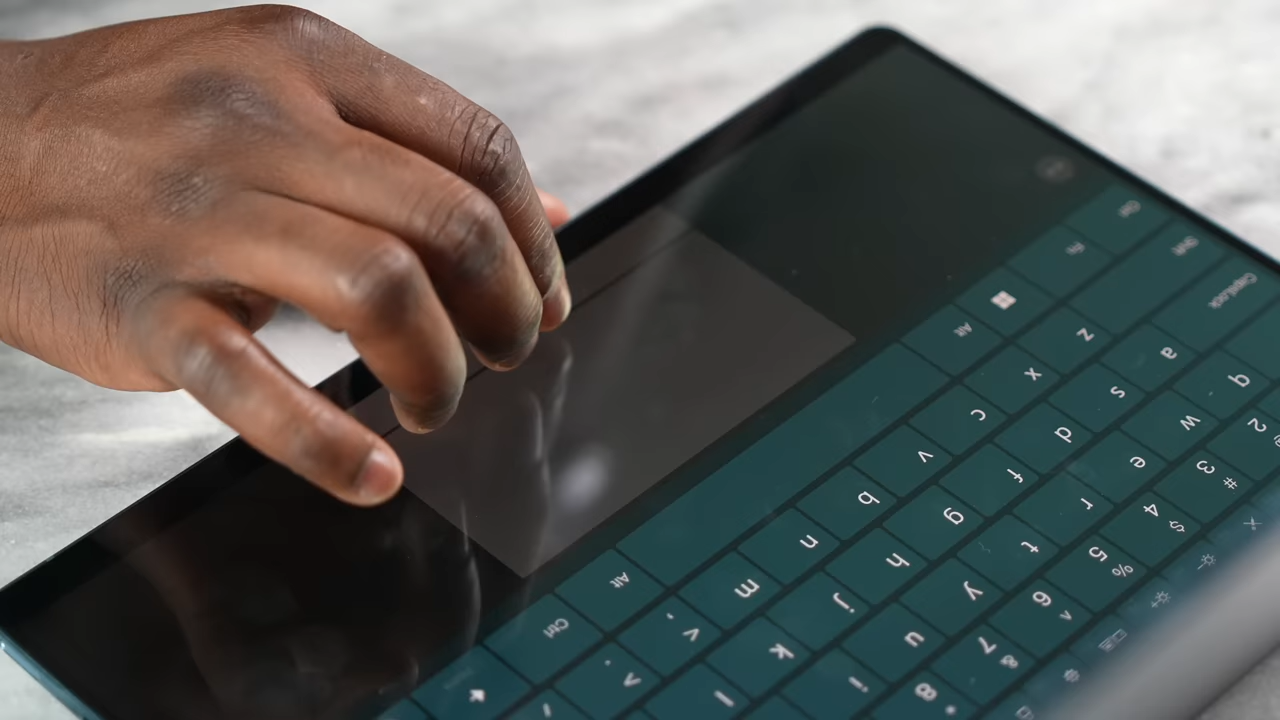 2 # 3 $ 4 % 5 ^ 6 & 7 * 8
q w e r t y u i
CapsLock a s d f g h j k l
Shift z x c v b n m < , > . /
Ctrl Fn Alt Alt Ctrl